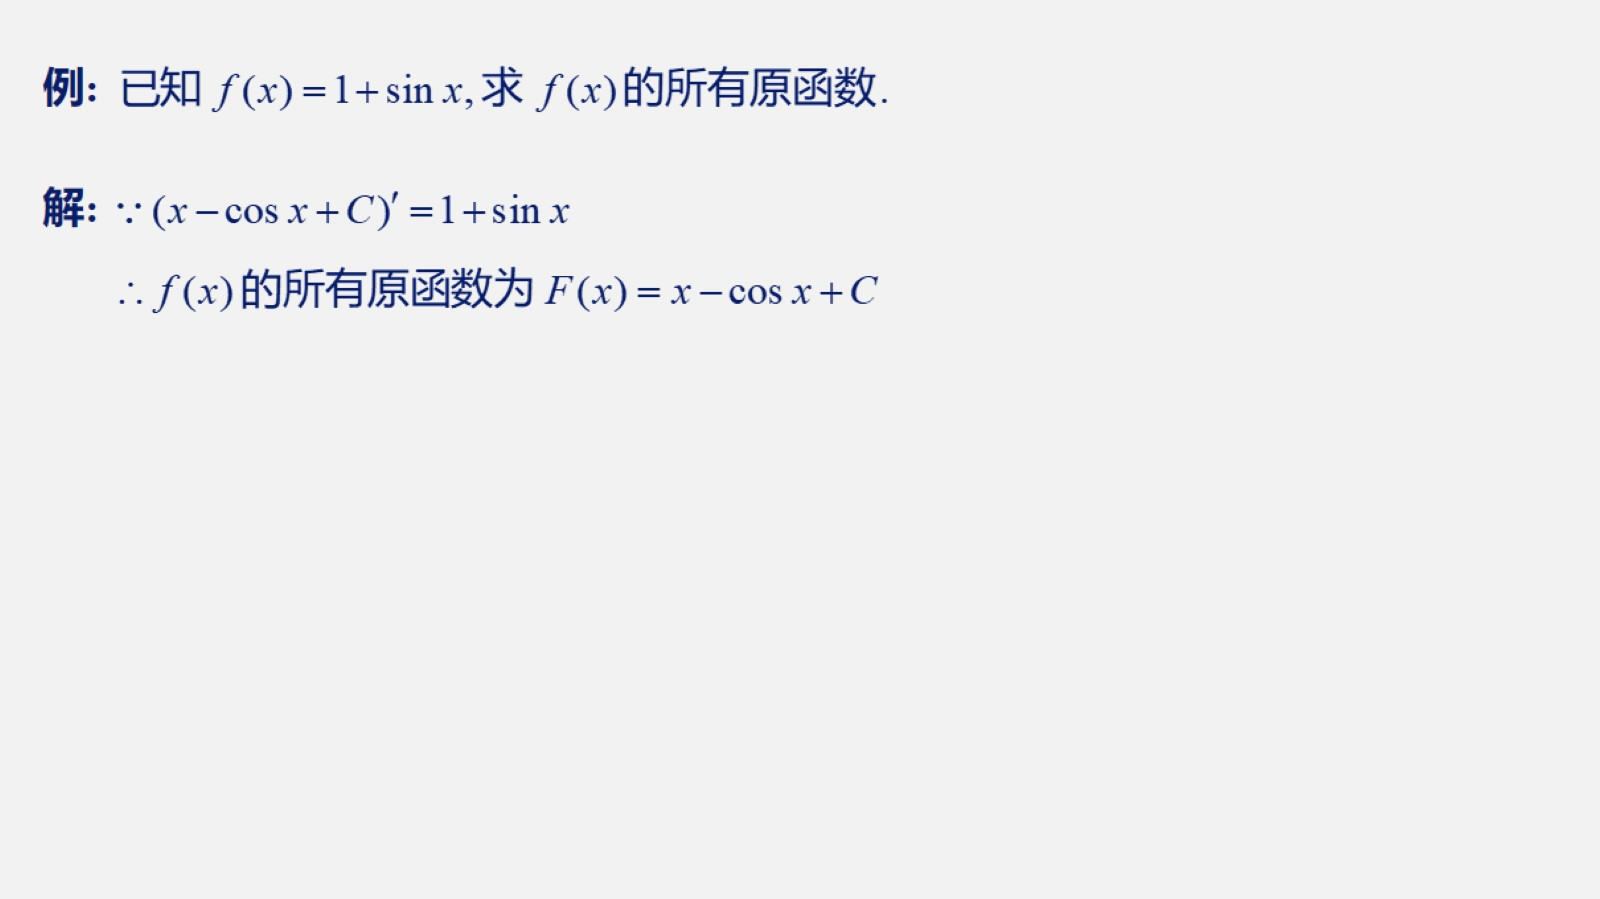 例: 已知 f(x)=1+sin x, 求 f(x)的所有原函数.
解: ∵ (x−cos x+C)′=1+sin x
∴ f(x)的所有原函数为 F(x)=x−cos x+C